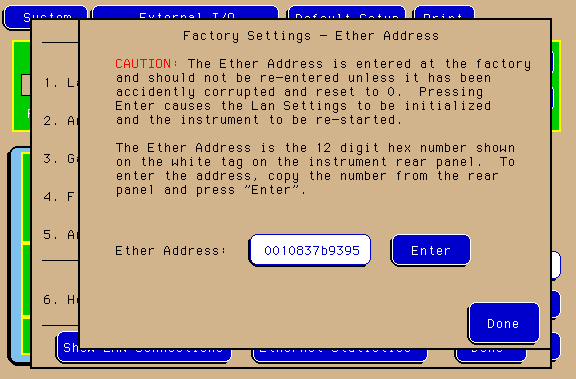 System External I/O Default Setup Print
Factory Settings - Ether Address
CAUTION: The Ether Address is entered at the factory
and should not be re-entered unless it has been
accidently corrupted and reset to 0. Pressing
Enter causes the Lan Settings to be initialized
and the instrument to be re-started.
The Ether Address is the 12 digit hex number shown
on the white tag on the instrument rear panel. To
enter the address, copy the number from the rear
panel and press "Enter".
Ether Address: 0010837b9395 Enter
Done
1.
2.
3.
4.
5.
6.
Show LAN Connections Ethernet Statistics Done